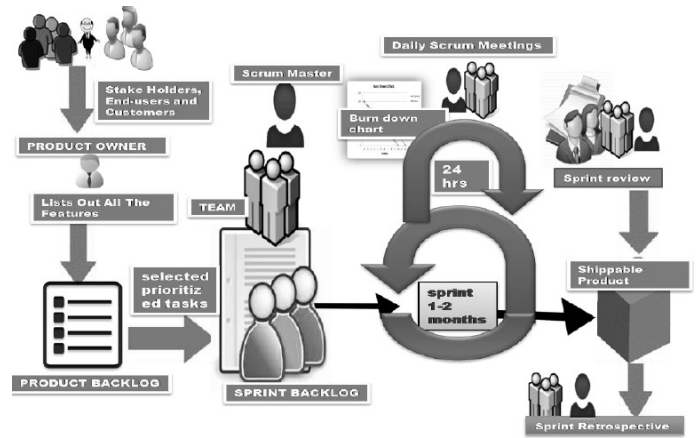 Stake Holders,
End-users and
Customers
PRODUCT OWNER
Lists Out All The
Features
PRODUCT BACKLOG
selected
prioritiz
ed tasks
Scrum Master
TEAM
SPRINT BACKLOG
Daily Scrum Meetings
Burn down
chart
24
hrs
sprint
1-2
months
Sprint review
Shippable
Product
Sprint Retrospective